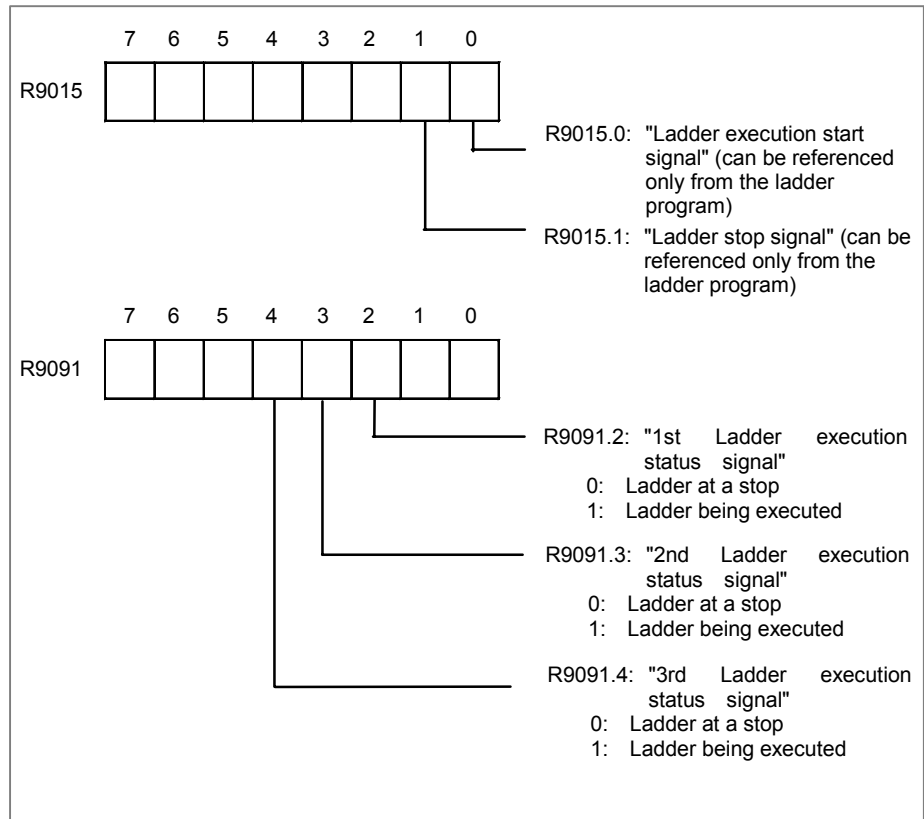 7 6 5 4 3 2 1 0
R9015
R9015.0: "Ladder execution start
signal" (can be referenced
only from the ladder
program)
R9015.1: "Ladder stop signal" (can be
referenced only from the
ladder program)
7 6 5 4 3 2 1 0
R9091
R9091.2: "1st Ladder execution
status signal"
0: Ladder at a stop
1: Ladder being executed
R9091.3: "2nd Ladder execution
status signal"
0: Ladder at a stop
1: Ladder being executed
R9091.4: "3rd Ladder execution
status signal"
0: Ladder at a stop
1: Ladder being executed